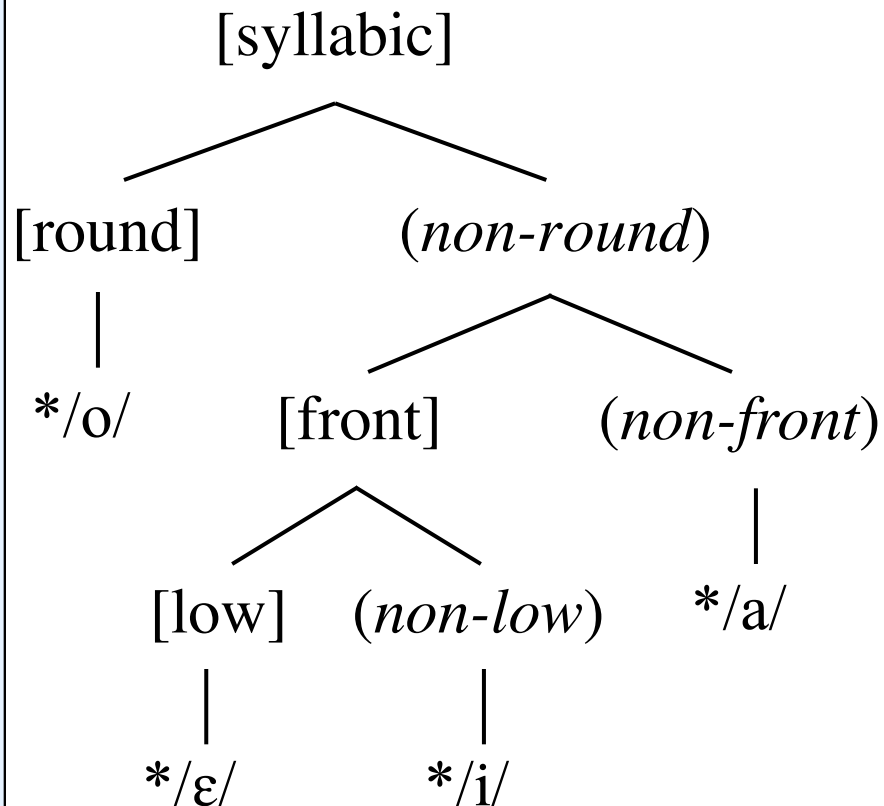 [syllabic]
[round] (non-round)
*/o/ [front] (non-front)
[low] (non-low) */a/
*/ɛ/ */i/